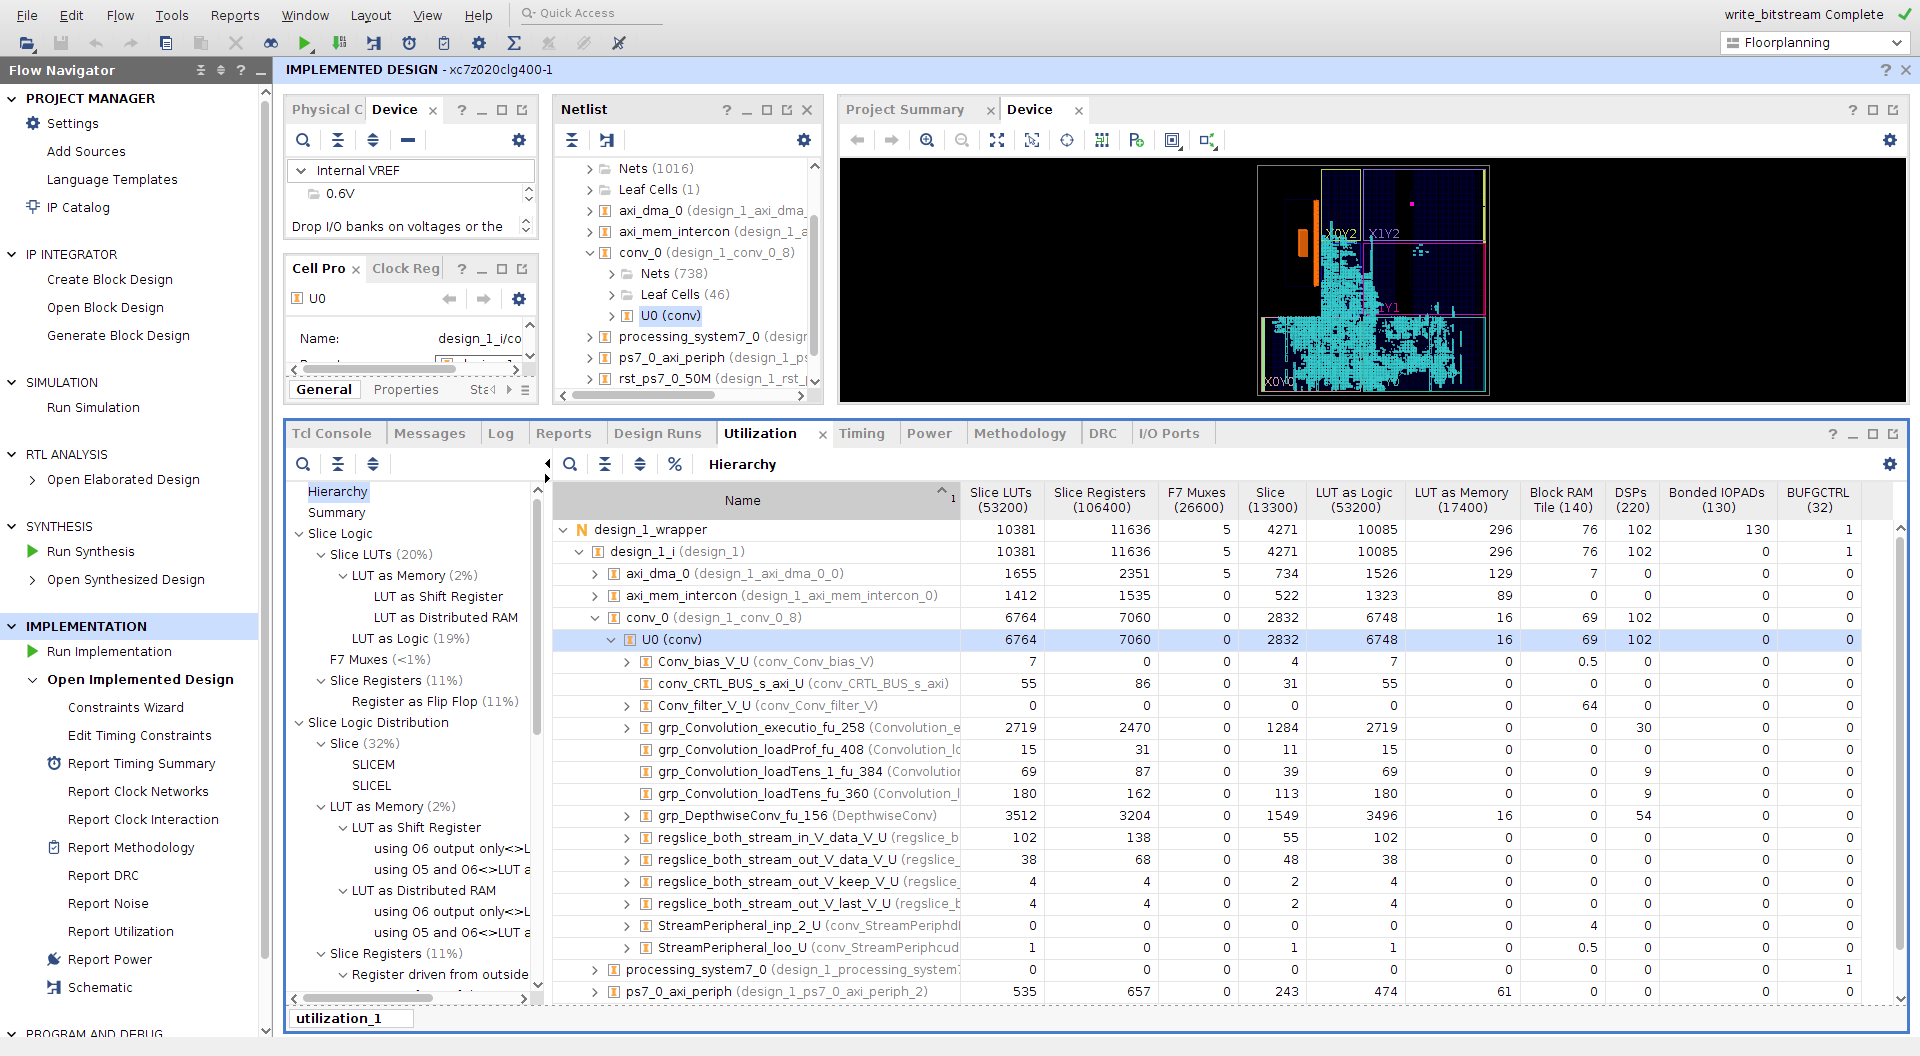 File Edit Flow Tools Reports Window Layout View Help Quick Access
write_bitstream Complete
Floorplanning
Flow Navigator
PROJECT MANAGER
Settings
Add Sources
Language Templates
IP Catalog
IP INTEGRATOR
Create Block Design
Open Block Design
Generate Block Design
SIMULATION
Run Simulation
RTL ANALYSIS
Open Elaborated Design
SYNTHESIS
Run Synthesis
Open Synthesized Design
IMPLEMENTATION
Run Implementation
Open Implemented Design
Constraints Wizard
Edit Timing Constraints
Report Timing Summary
Report Clock Networks
Report Clock Interaction
Report Methodology
Report DRC
Report Noise
Report Utilization
Report Power
Schematic
PROGRAM AND DEBUG
IMPLEMENTED DESIGN - xc7z020clg400-1
Physical C Device
Internal VREF
0.6V
Drop I/O banks on voltages or the
Cell Pro Clock Reg
U0
Name: design_1_i/co
General Properties Sta
Netlist
Nets (1016)
Leaf Cells (1)
axi_dma_0 (design_1_axi_dma_
axi_mem_intercon (design_1_a
conv_0 (design_1_conv_0_8)
Nets (738)
Leaf Cells (46)
U0 (conv)
processing_system7_0 (design
ps7_0_axi_periph (design_1_ps
rst_ps7_0_50M (design_1_rst_
Project Summary Device
X0Y2 X1Y2
X0Y0
Tcl Console Messages Log Reports Design Runs Utilization Timing Power Methodology DRC I/O Ports
Hierarchy
Summary
Slice Logic
Slice LUTs (20%)
LUT as Memory (2%)
LUT as Shift Register
LUT as Distributed RAM
LUT as Logic (19%)
F7 Muxes (<1%)
Slice Registers (11%)
Register as Flip Flop (11%)
Slice Logic Distribution
Slice (32%)
SLICEM
SLICEL
LUT as Memory (2%)
LUT as Shift Register
using O6 output only<>L
using O5 and O6<>LUT a
LUT as Distributed RAM
using O6 output only<>L
using O5 and O6<>LUT a
Slice Registers (11%)
Register driven from outside
Hierarchy
Name 1 Slice LUTs (53200) Slice Registers (106400) F7 Muxes (26600) Slice (13300) LUT as Logic (53200) LUT as Memory (17400) Block RAM Tile (140) DSPs (220) Bonded IOPADs (130) BUFGCTRL (32)
N design_1_wrapper 10381 11636 5 4271 10085 296 76 102 130 1
design_1_i (design_1) 10381 11636 5 4271 10085 296 76 102 0 1
axi_dma_0 (design_1_axi_dma_0_0) 1655 2351 5 734 1526 129 7 0 0 0
axi_mem_intercon (design_1_axi_mem_intercon_0) 1412 1535 0 522 1323 89 0 0 0 0
conv_0 (design_1_conv_0_8) 6764 7060 0 2832 6748 16 69 102 0 0
U0 (conv) 6764 7060 0 2832 6748 16 69 102 0 0
Conv_bias_V_U (conv_Conv_bias_V) 7 0 0 4 7 0 0.5 0 0 0
conv_CRTL_BUS_s_axi_U (conv_CRTL_BUS_s_axi) 55 86 0 31 55 0 0 0 0 0
Conv_filter_V_U (conv_Conv_filter_V) 0 0 0 0 0 0 64 0 0 0
grp_Convolution_executio_fu_258 (Convolution_e 2719 2470 0 1284 2719 0 0 30 0 0
grp_Convolution_loadProf_fu_408 (Convolution_lo 15 31 0 11 15 0 0 0 0 0
grp_Convolution_loadTens_1_fu_384 (Convolution 69 87 0 39 69 0 0 9 0 0
grp_Convolution_loadTens_fu_360 (Convolution_l 180 162 0 113 180 0 0 9 0 0
grp_DepthwiseConv_fu_156 (DepthwiseConv) 3512 3204 0 1549 3496 16 0 54 0 0
regslice_both_stream_in_V_data_V_U (regslice_b 102 138 0 55 102 0 0 0 0 0
regslice_both_stream_out_V_data_V_U (regslice_ 38 68 0 48 38 0 0 0 0 0
regslice_both_stream_out_V_keep_V_U (regslice_ 4 4 0 2 4 0 0 0 0 0
regslice_both_stream_out_V_last_V_U (regslice_b 4 4 0 2 4 0 0 0 0 0
StreamPeripheral_inp_2_U (conv_StreamPeriphdl 0 0 0 0 0 0 4 0 0 0
StreamPeripheral_loo_U (conv_StreamPeriphcud 1 0 0 1 1 0 0.5 0 0 0
processing_system7_0 (design_1_processing_system7 0 0 0 0 0 0 0 0 0 1
ps7_0_axi_periph (design_1_ps7_0_axi_periph_2) 535 657 0 243 474 61 0 0 0 0
utilization_1